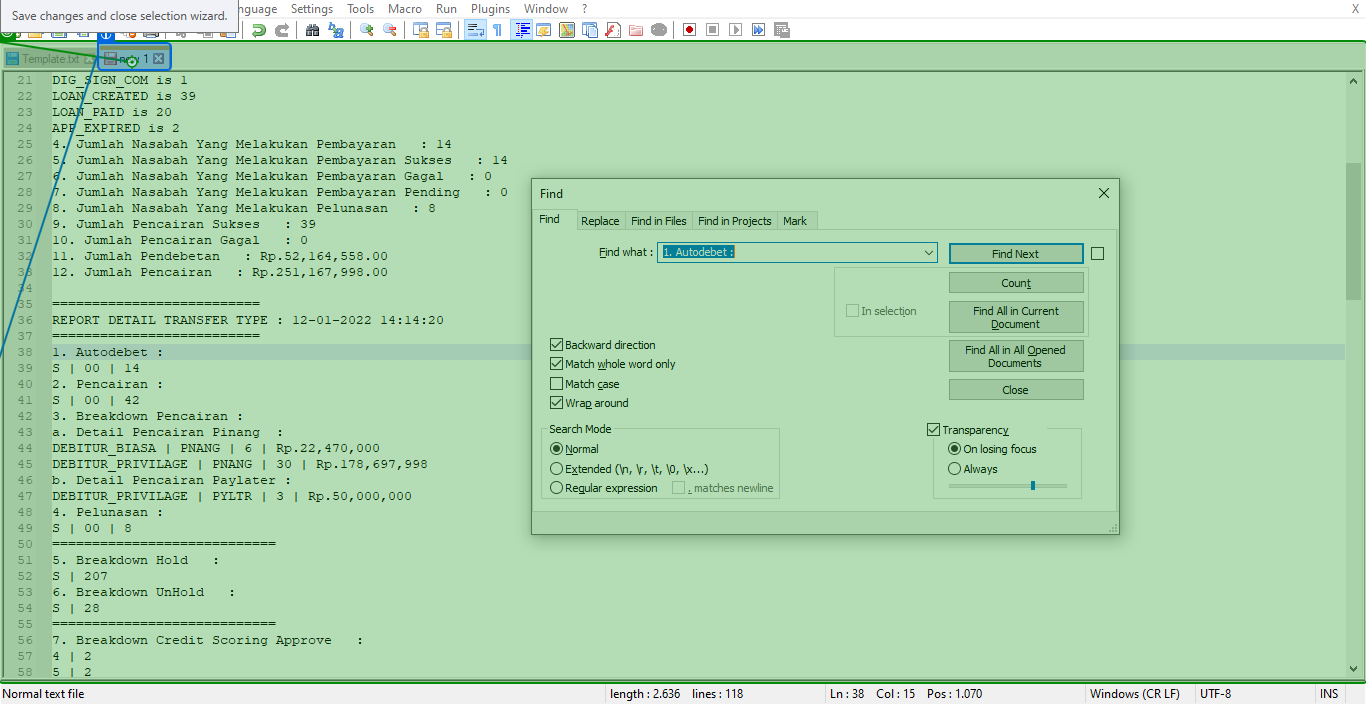 Save changes and close selection wizard.
nguage Settings Tools Macro Run Plugins Window ? X
Template.txt new 1
21 DIG_SIGN_COM is 1
22 LOAN_CREATED is 39
23 LOAN_PAID is 20
24 APP_EXPIRED is 2
25 4. Jumlah Nasabah Yang Melakukan Pembayaran : 14
26 5. Jumlah Nasabah Yang Melakukan Pembayaran Sukses : 14
27 6. Jumlah Nasabah Yang Melakukan Pembayaran Gagal : 0
28 7. Jumlah Nasabah Yang Melakukan Pembayaran Pending : 0
29 8. Jumlah Nasabah Yang Melakukan Pelunasan : 8
30 9. Jumlah Pencairan Sukses : 39
31 10. Jumlah Pencairan Gagal : 0
32 11. Jumlah Pendebetan : Rp.52,164,558.00
33 12. Jumlah Pencairan : Rp.251,167,998.00
34
35 ==========================
36 REPORT DETAIL TRANSFER TYPE : 12-01-2022 14:14:20
37 ==========================
38 1. Autodebet :
39 S | 00 | 14
40 2. Pencairan :
41 S | 00 | 42
42 3. Breakdown Pencairan :
43 a. Detail Pencairan Pinang :
44 DEBITUR_BIASA | PNANG | 6 | Rp.22,470,000
45 DEBITUR_PRIVILAGE | PNANG | 30 | Rp.178,697,998
46 b. Detail Pencairan Paylater :
47 DEBITUR_PRIVILAGE | PYLTR | 3 | Rp.50,000,000
48 4. Pelunasan :
49 S | 00 | 8
50 ============================
51 5. Breakdown Hold :
52 S | 207
53 6. Breakdown UnHold :
54 S | 28
55 ============================
56 7. Breakdown Credit Scoring Approve :
57 4 | 2
58 5 | 2
Find
Find Replace Find in Files Find in Projects Mark
Find what : 1. Autodebet : Find Next
Count
In selection
Find All in Current
Document
Find All in All Opened
Documents
Close
Backward direction
Match whole word only
Match case
Wrap around
Search Mode
Normal
Extended (\n, \r, \t, \0, \x...)
Regular expression . matches newline
Transparency
On losing focus
Always
Normal text file length : 2.636 lines : 118 Ln : 38 Col : 15 Pos : 1.070 Windows (CR LF) UTF-8 INS